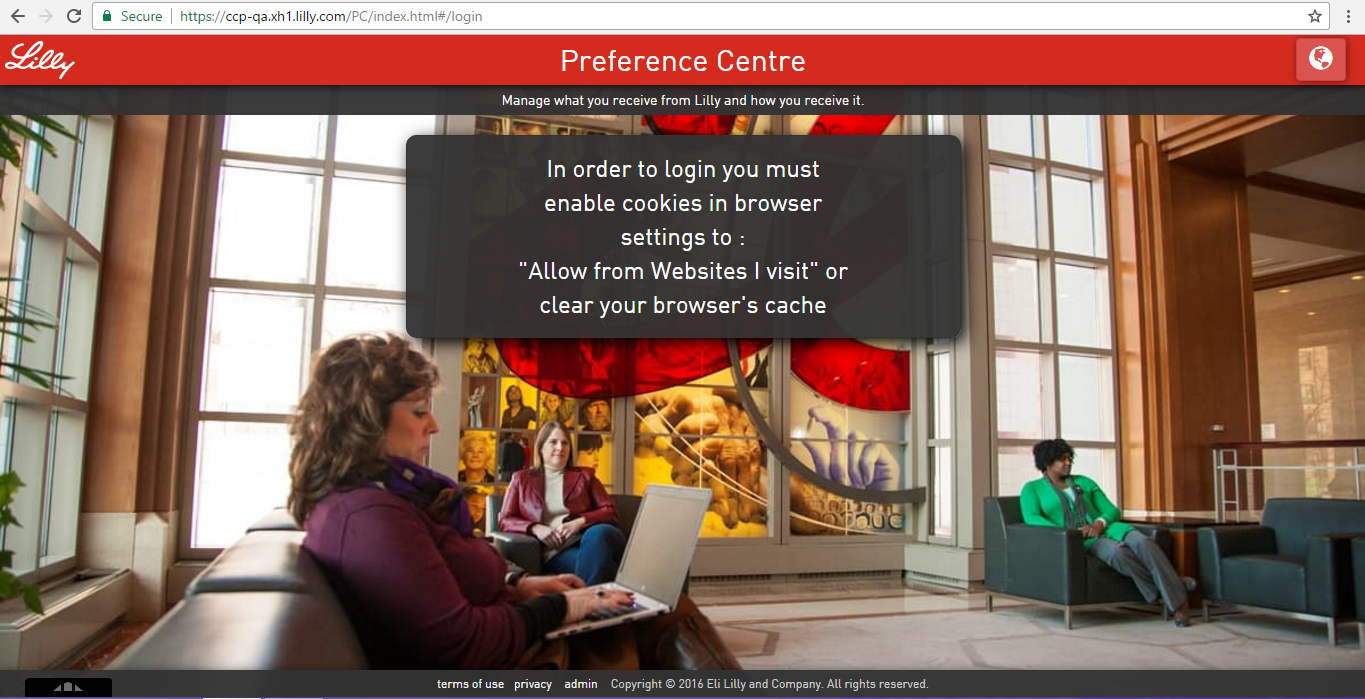 Secure https://ccp-qa.xh1.lilly.com/PC/index.html#/login
Lilly
Preference Centre
Manage what you receive from Lilly and how you receive it.
In order to login you must
enable cookies in browser
settings to :
"Allow from Websites I visit" or
clear your browser's cache
terms of use privacy admin Copyright © 2016 Eli Lilly and Company. All rights reserved.